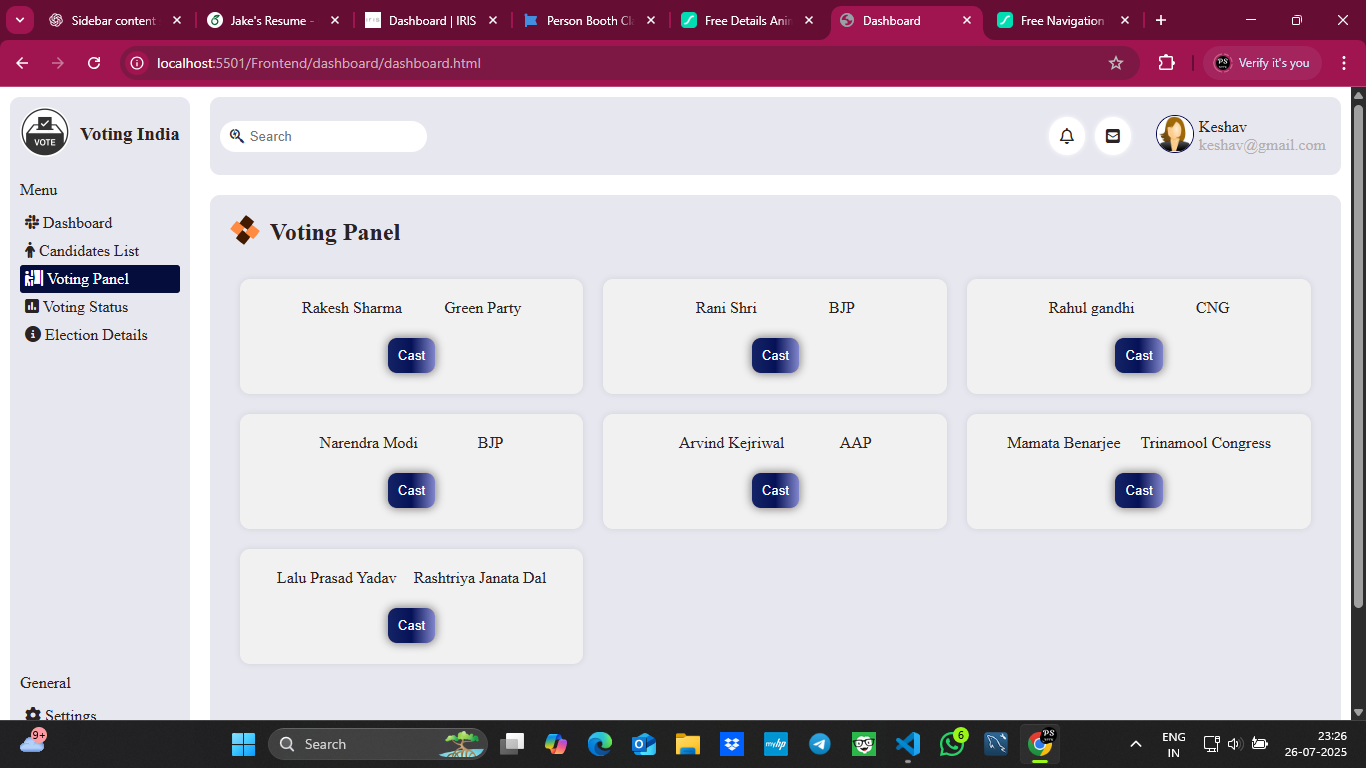 Sidebar content
Jake's Resume -
Dashboard | IRIS
Person Booth Cl
Free Details Ani
Dashboard
Free Navigation
localhost:5501/Frontend/dashboard/dashboard.html
Verify it's you
VOTE
Voting India
Search
Keshav
keshav@gmail.com
Menu
Dashboard
Candidates List
Voting Panel
Voting Status
Election Details
General
Settings
Voting Panel
Rakesh Sharma Green Party
Cast
Rani Shri BJP
Cast
Rahul gandhi CNG
Cast
Narendra Modi BJP
Cast
Arvind Kejriwal AAP
Cast
Mamata Benarjee Trinamool Congress
Cast
Lalu Prasad Yadav Rashtriya Janata Dal
Cast
9+
Search
myhp
6
PS
ENG
IN
23:26
26-07-2025